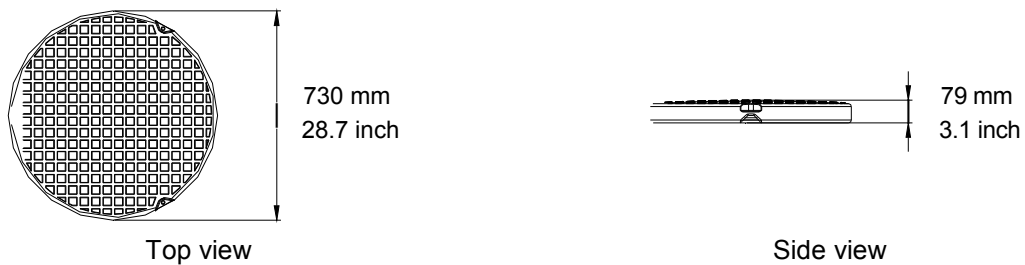 730 mm
28.7 inch
79 mm
3.1 inch
Top view
Side view